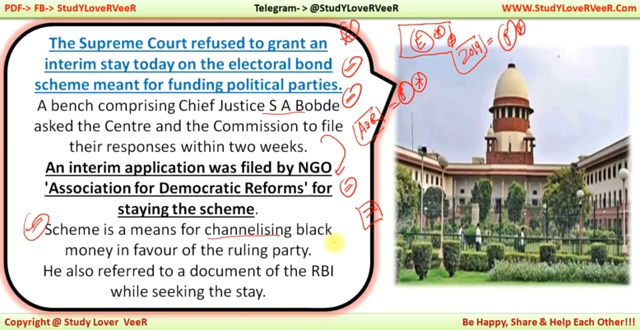 PDF-> FB-> StudYLoveRVeeR
Telegram-> @StudYLoveRVeeR
WWW.StudYLoverVeeR.Com
The Supreme Court refused to grant an
interim stay today on the electoral bond
scheme meant for funding political parties.
A bench comprising Chief Justice S A Bobde
asked the Centre and the Commission to file
their responses within two weeks.
An interim application was filed by NGO
'Association for Democratic Reforms' for
staying the scheme.
Scheme is a means for channelising black
money in favour of the ruling party.
He also referred to a document of the RBI
while seeking the stay.
E
2019 = P
ADR
Copyright @ Study Lover VeeR
Be Happy, Share & Help Each Other!!!